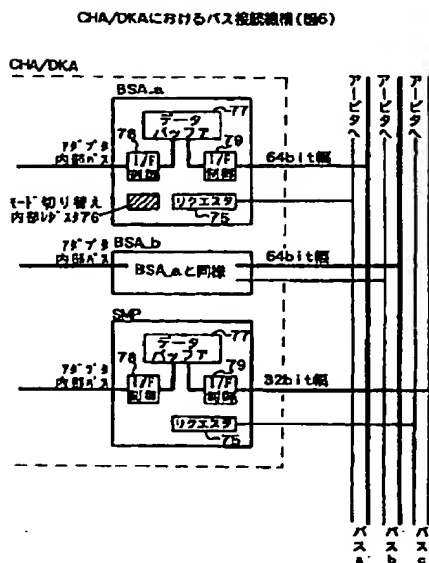 CHA/DKAにおけるバス接続機構(図6)
CHA/DKA
アービタへ
アービタへ
アービタへ
BSA_a
77
データ
バッファ
78
79
アダプタ
内部バス
I/F
制御
I/F
制御
64bit幅
モード切り替え
内部レジスタ76
リクエスタ
75
アダプタ
内部バス
BSA_b
BSA_aと同様
64bit幅
SMP
77
データ
バッファ
78
79
アダプタ
内部バス
I/F
制御
I/F
制御
32bit幅
リクエスタ
75
バスa
バスb
バスc